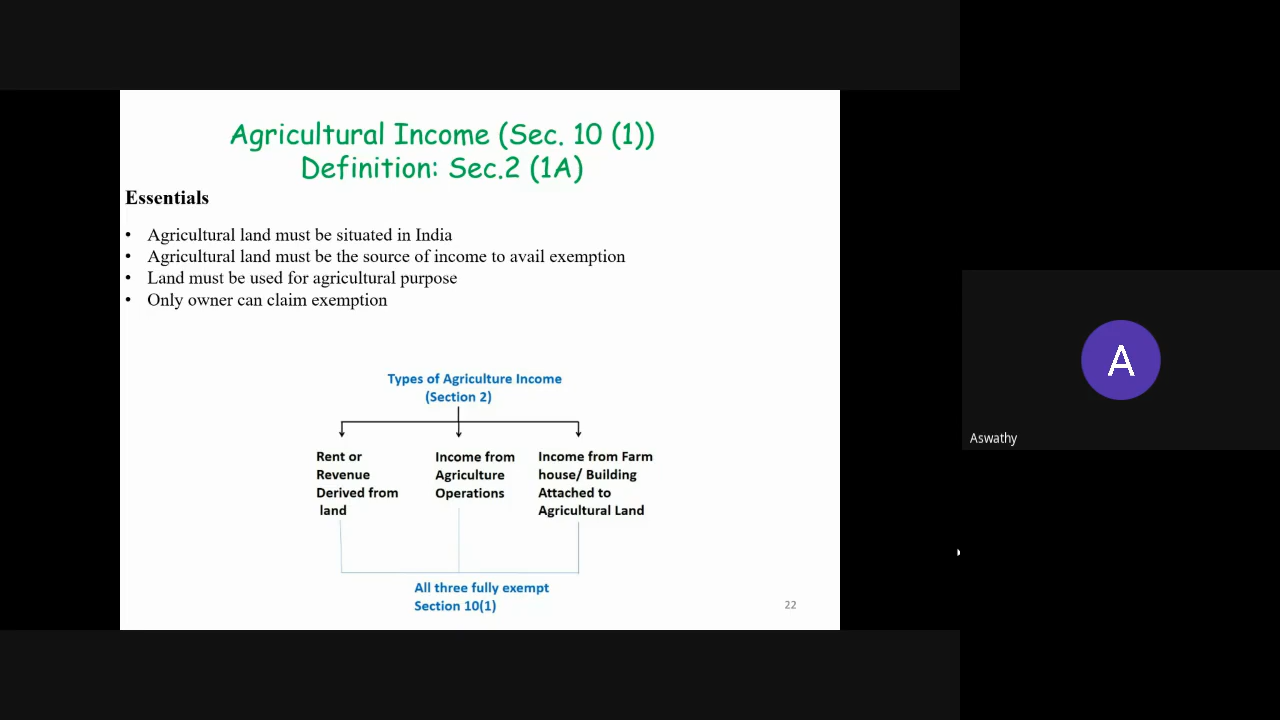 Agricultural Income (Sec. 10 (1))
Definition: Sec.2 (1A)
Essentials
• Agricultural land must be situated in India
• Agricultural land must be the source of income to avail exemption
• Land must be used for agricultural purpose
• Only owner can claim exemption
Types of Agriculture Income
(Section 2)
Rent or
Revenue
Derived from
land
Income from
Agriculture
Operations
Income from Farm
house/ Building
Attached to
Agricultural Land
All three fully exempt
Section 10(1)
22
A
Aswathy